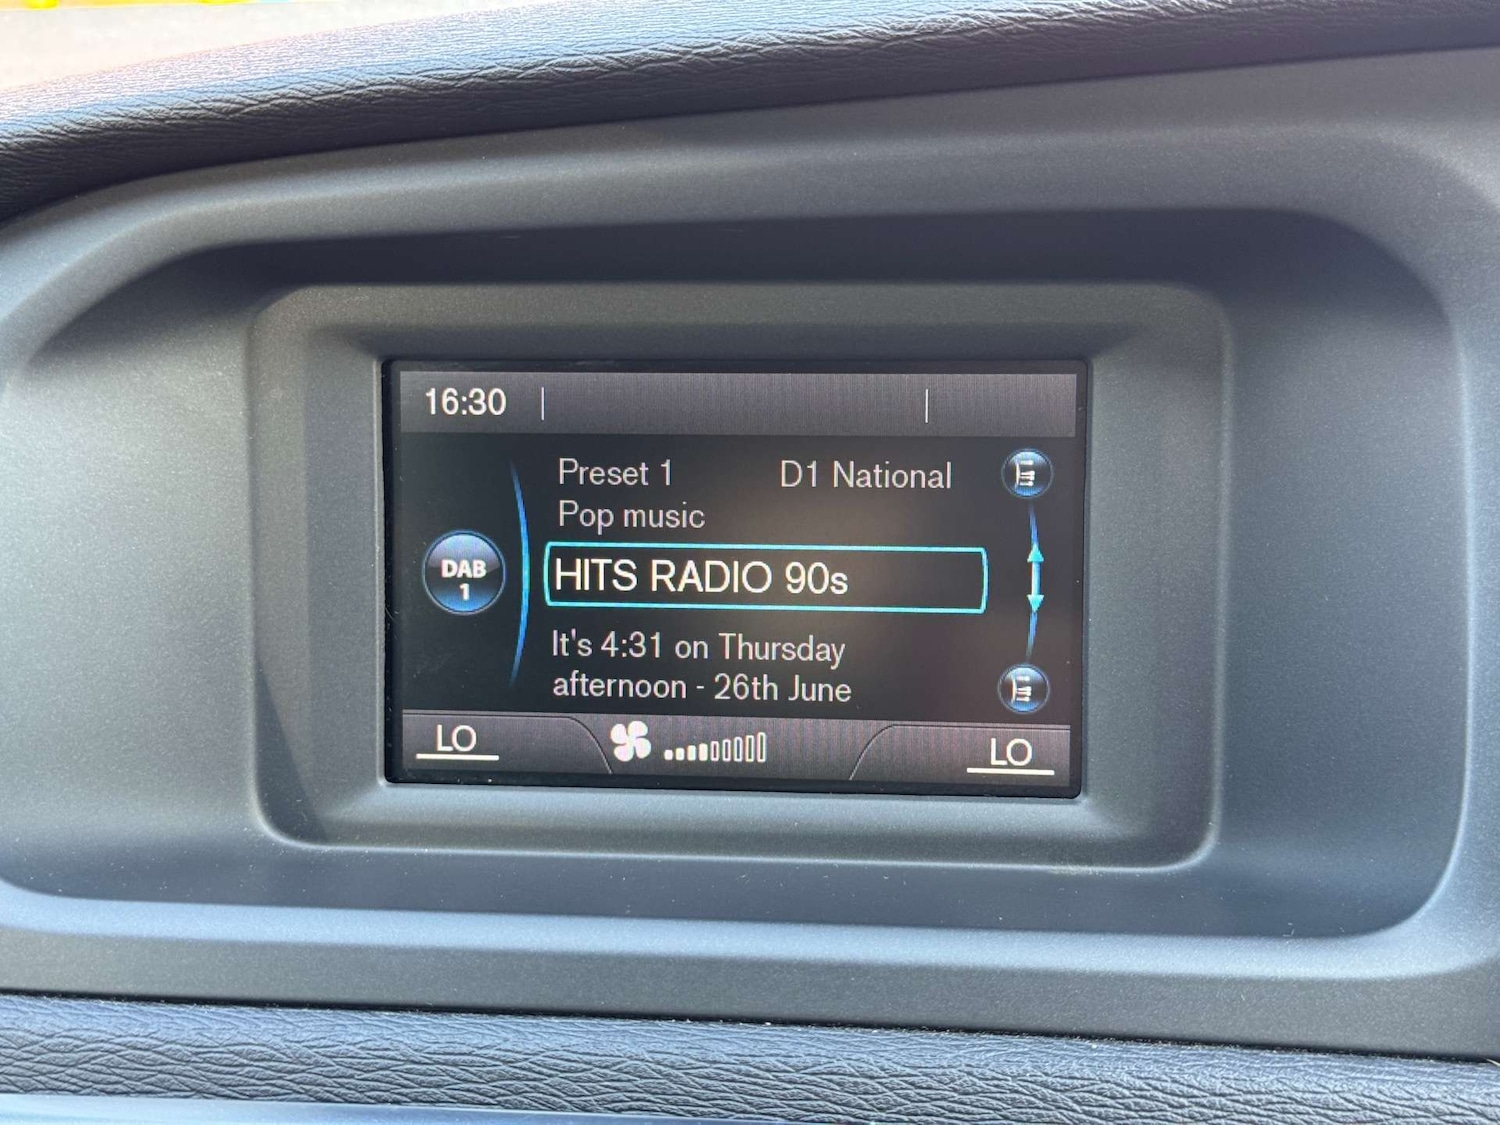 16:30
Preset 1 D1 National
Pop music
DAB
1
HITS RADIO 90s
It's 4:31 on Thursday
afternoon - 26th June
LO LO